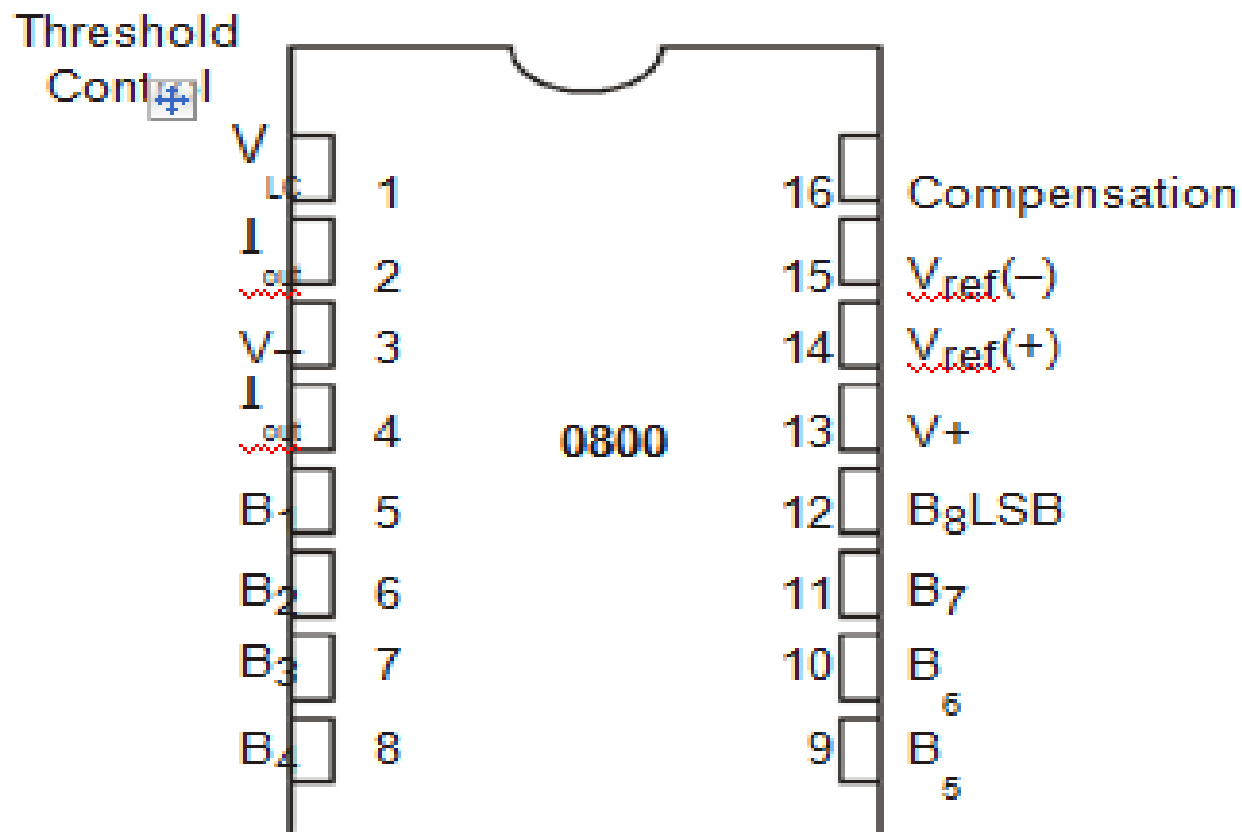 Threshold
Control
V LC 1 16 Compensation
I out 2 15 Vref(–)
V– 3 14 Vref(+)
I out 4 0800 13 V+
B1 5 12 B8LSB
B2 6 11 B7
B3 7 10 B6
B4 8 9 B5